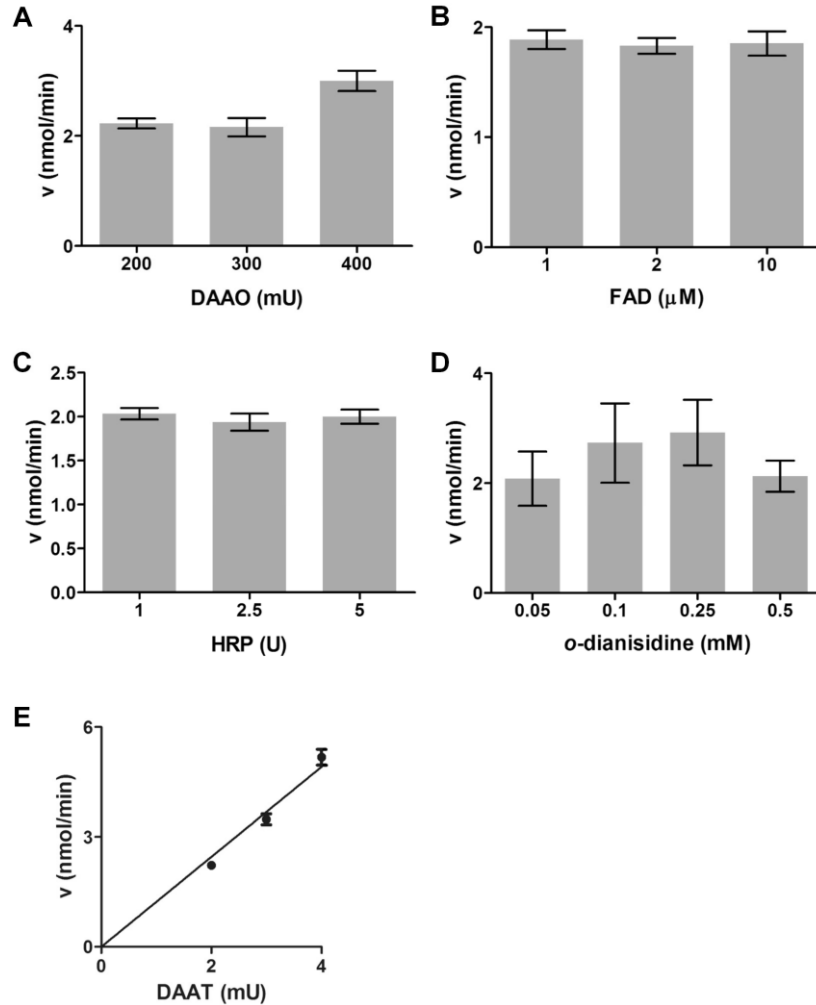 A
v (nmol/min)
4
2
0
200 300 400
DAAO (mU)
B
v (nmol/min)
2
1
0
1 2 10
FAD (μM)
C
v (nmol/min)
2.5
2.0
1.5
1.0
0.5
0.0
1 2.5 5
HRP (U)
D
v (nmol/min)
4
2
0
0.05 0.1 0.25 0.5
o-dianisidine (mM)
E
v (nmol/min)
6
3
0
0 2 4
DAAT (mU)